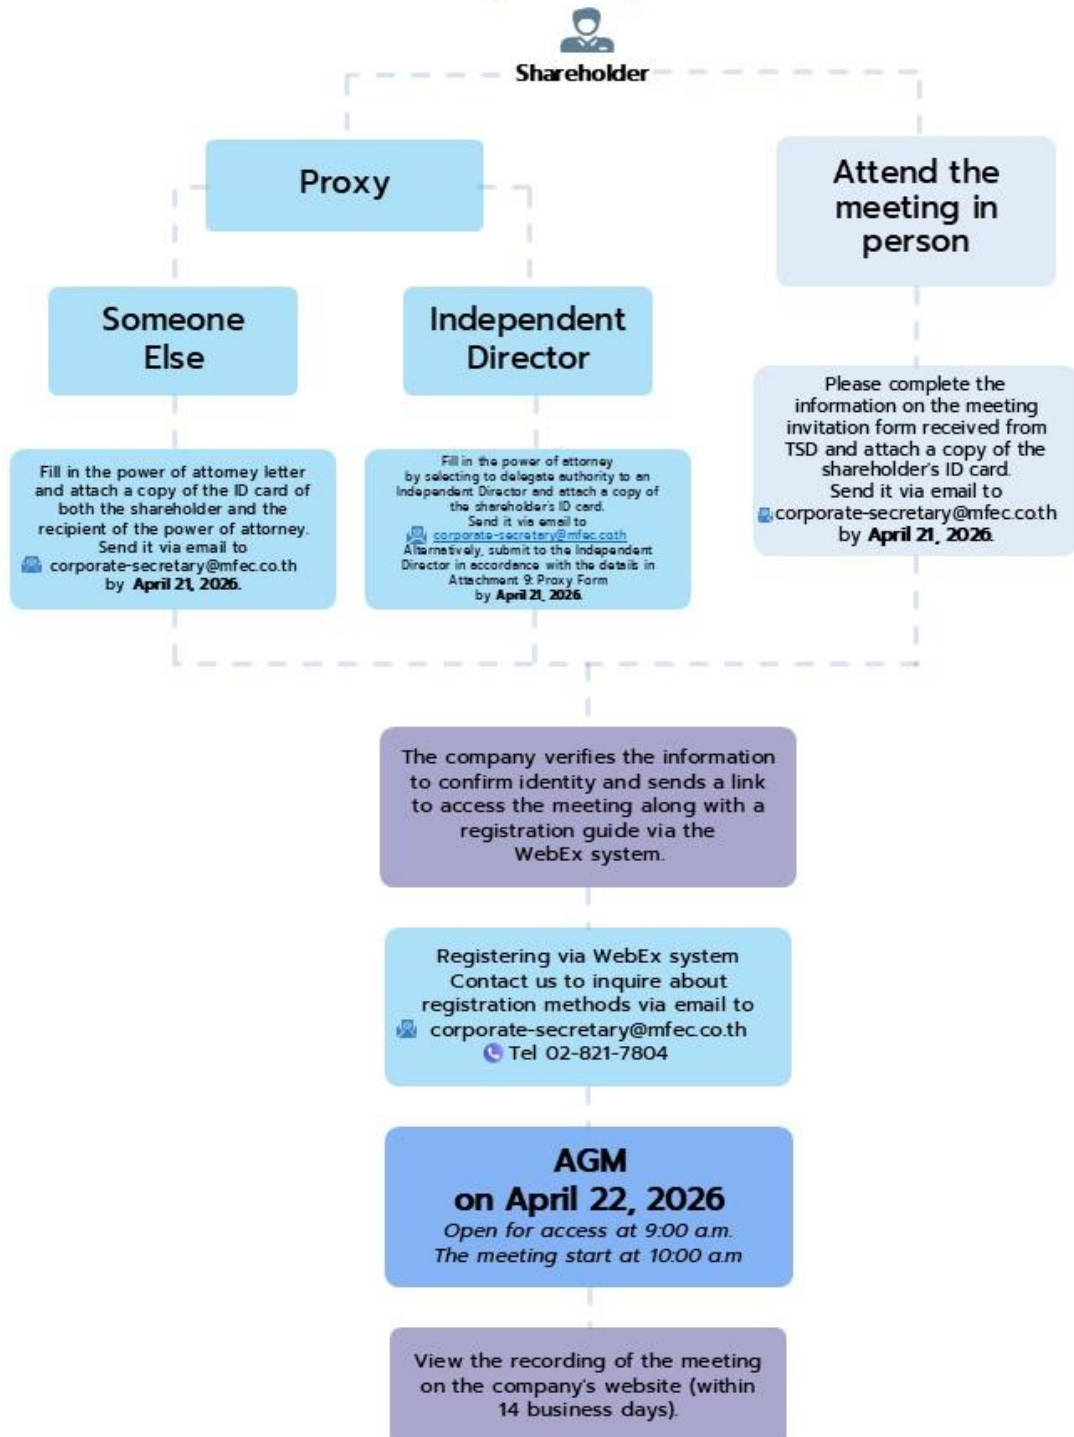 Shareholder
Proxy
Attend the
meeting in
person
Someone
Else
Independent
Director
Fill in the power of attorney letter
and attach a copy of the ID card of
both the shareholder and the
recipient of the power of attorney.
Send it via email to
corporate-secretary@mfec.co.th
by April 21, 2026.
Fill in the power of attorney
by selecting to delegate authority to an
Independent Director and attach a copy of
the shareholder's ID card.
Send it via email to
corporate-secretary@mfec.co.th
Alternatively, submit to the Independent
Director in accordance with the details in
Attachment 9: Proxy Form
by April 21, 2026.
Please complete the
information on the meeting
invitation form received from
TSD and attach a copy of the
shareholder's ID card.
Send it via email to
corporate-secretary@mfec.co.th
by April 21, 2026.
The company verifies the information
to confirm identity and sends a link
to access the meeting along with a
registration guide via the
WebEx system.
Registering via WebEx system
Contact us to inquire about
registration methods via email to
corporate-secretary@mfec.co.th
Tel 02-821-7804
AGM
on April 22, 2026
Open for access at 9:00 a.m.
The meeting start at 10:00 a.m
View the recording of the meeting
on the company's website (within
14 business days).